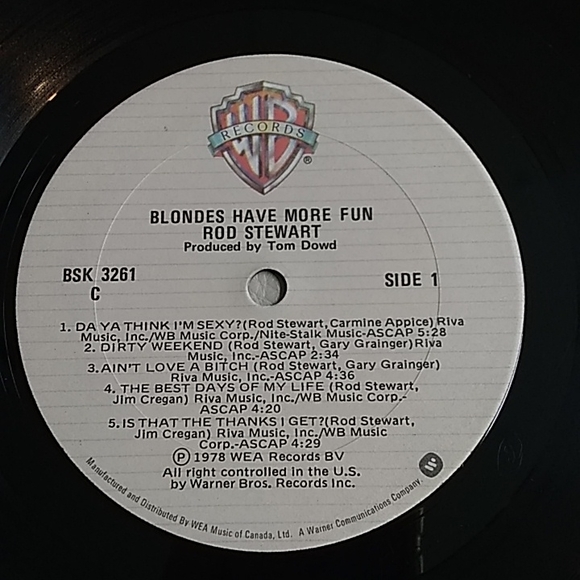 WB
RECORDS
®
BLONDES HAVE MORE FUN
ROD STEWART
Produced by Tom Dowd
BSK 3261
C
SIDE 1
1. DA YA THINK I'M SEXY?(Rod Stewart, Carmine Appice)Riva
Music, Inc./WB Music Corp./Nite-Stalk Music-ASCAP 5:28
2. DIRTY WEEKEND (Rod Stewart, Gary Grainger)Riva
Music, Inc.-ASCAP 2:34
3. AIN'T LOVE A BITCH (Rod Stewart, Gary Grainger)
Riva Music, Inc.-ASCAP 4:36
4. THE BEST DAYS OF MY LIFE (Rod Stewart,
Jim Cregan) Riva Music, Inc./WB Music Corp.-
ASCAP 4:20
5. IS THAT THE THANKS I GET?(Rod Stewart,
Jim Cregan) Riva Music, Inc./WB Music
Corp.-ASCAP 4:29
℗ 1978 WEA Records BV
All right controlled in the U.S.
by Warner Bros. Records Inc.
Manufactured and Distributed By WEA Music of Canada, Ltd. A Warner Communications Company.